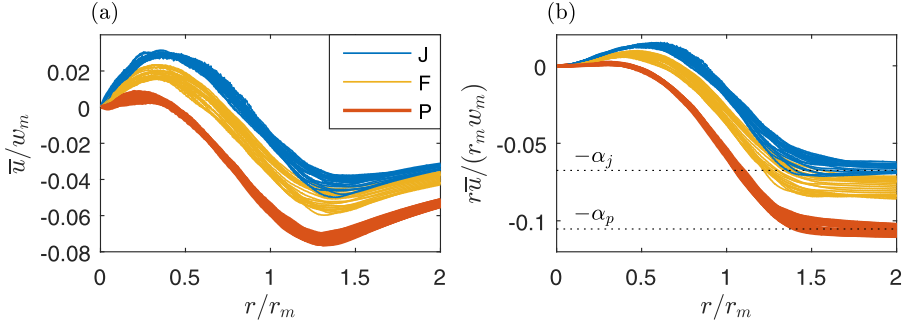 (a)
0.02
0
-0.02
-0.04
-0.06
-0.08
ū/w_m
0 0.5 1 1.5 2
r/r_m
J
F
P
(b)
0
-0.05
-0.1
rū/(r_m w_m)
−α_j
−α_p
0 0.5 1 1.5 2
r/r_m